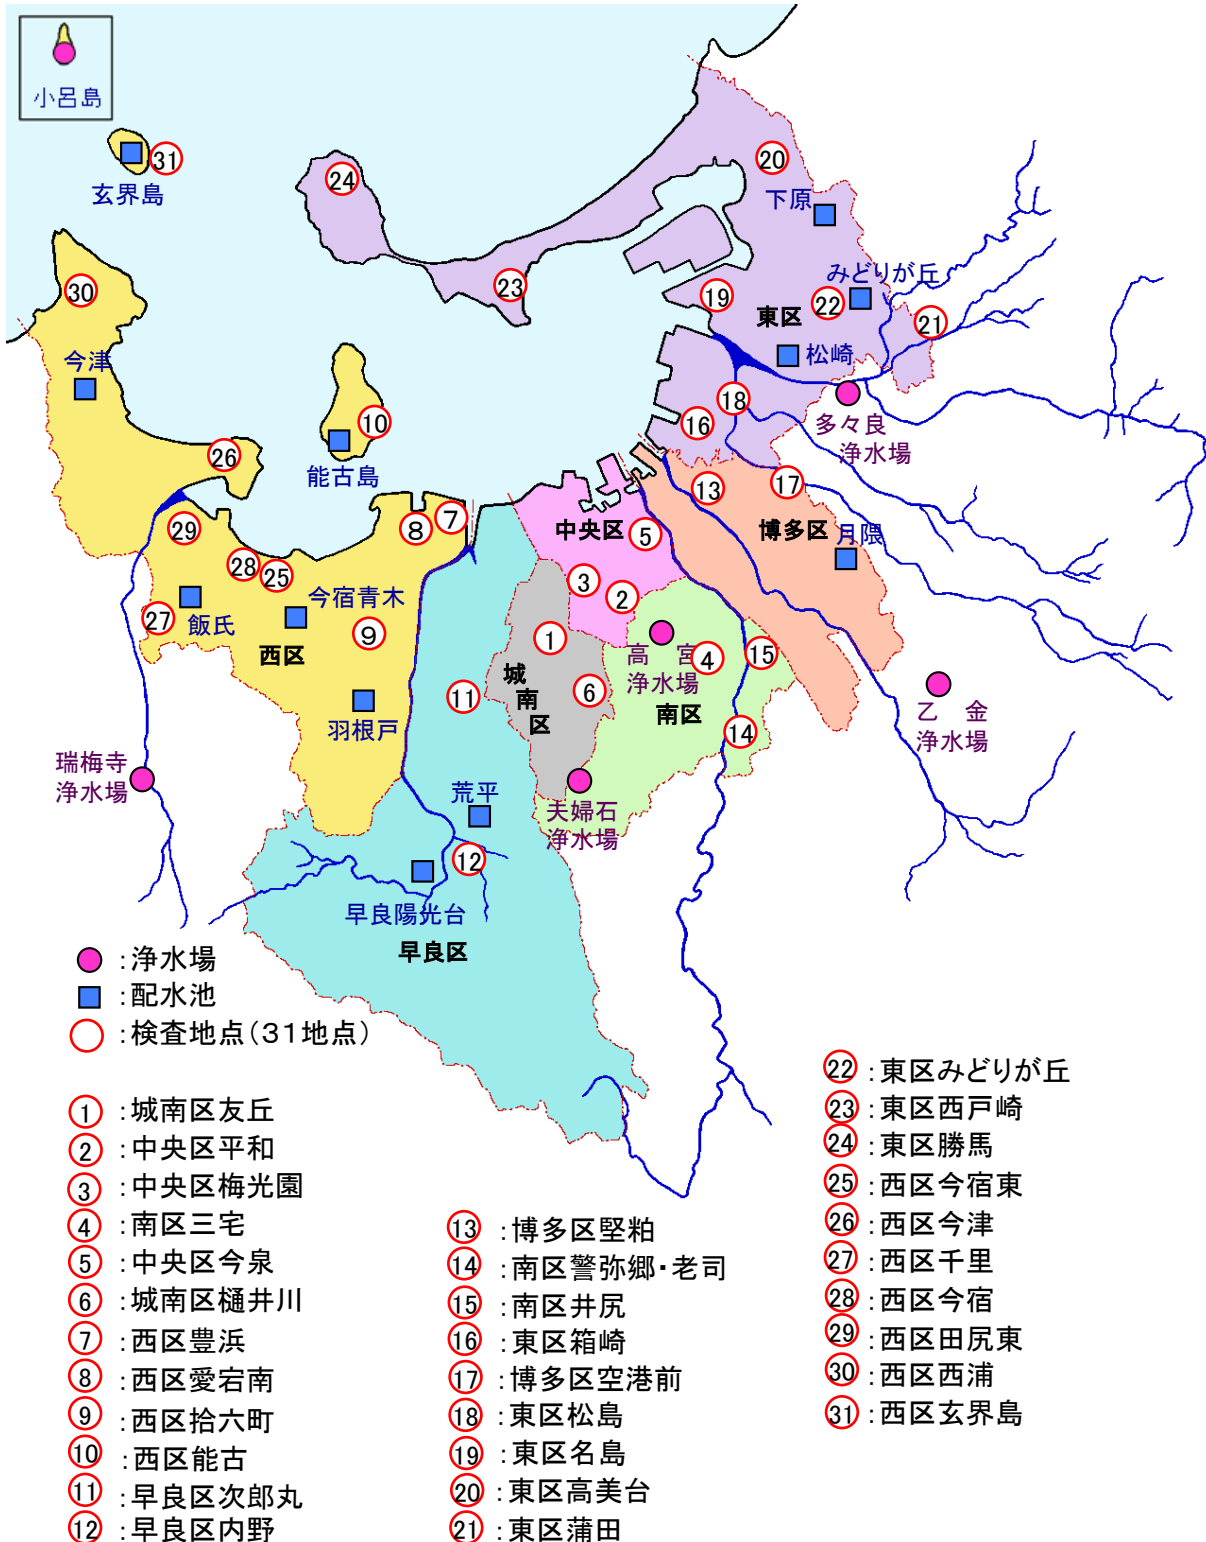 小呂島
31
玄界島
24
20
下原
30
23
19
みどりが丘
22
東区
21
今津
松崎
10
18
多々良
浄水場
16
26
能古島
13
17
29
8
7
中央区
5
博多区
月隈
28
25
3
2
27
飯氏
今宿青木
9
西区
1
高 宮
浄水場
4
15
城
南
区
6
11
羽根戸
南区
14
乙 金
浄水場
瑞梅寺
浄水場
荒平
夫婦石
浄水場
12
早良陽光台
早良区
:浄水場
:配水池
:検査地点(31地点)
1:城南区友丘
2:中央区平和
3:中央区梅光園
4:南区三宅
5:中央区今泉
6:城南区樋井川
7:西区豊浜
8:西区愛宕南
9:西区拾六町
10:西区能古
11:早良区次郎丸
12:早良区内野
13:博多区堅粕
14:南区警弥郷・老司
15:南区井尻
16:東区箱崎
17:博多区空港前
18:東区松島
19:東区名島
20:東区高美台
21:東区蒲田
22:東区みどりが丘
23:東区西戸崎
24:東区勝馬
25:西区今宿東
26:西区今津
27:西区千里
28:西区今宿
29:西区田尻東
30:西区西浦
31:西区玄界島